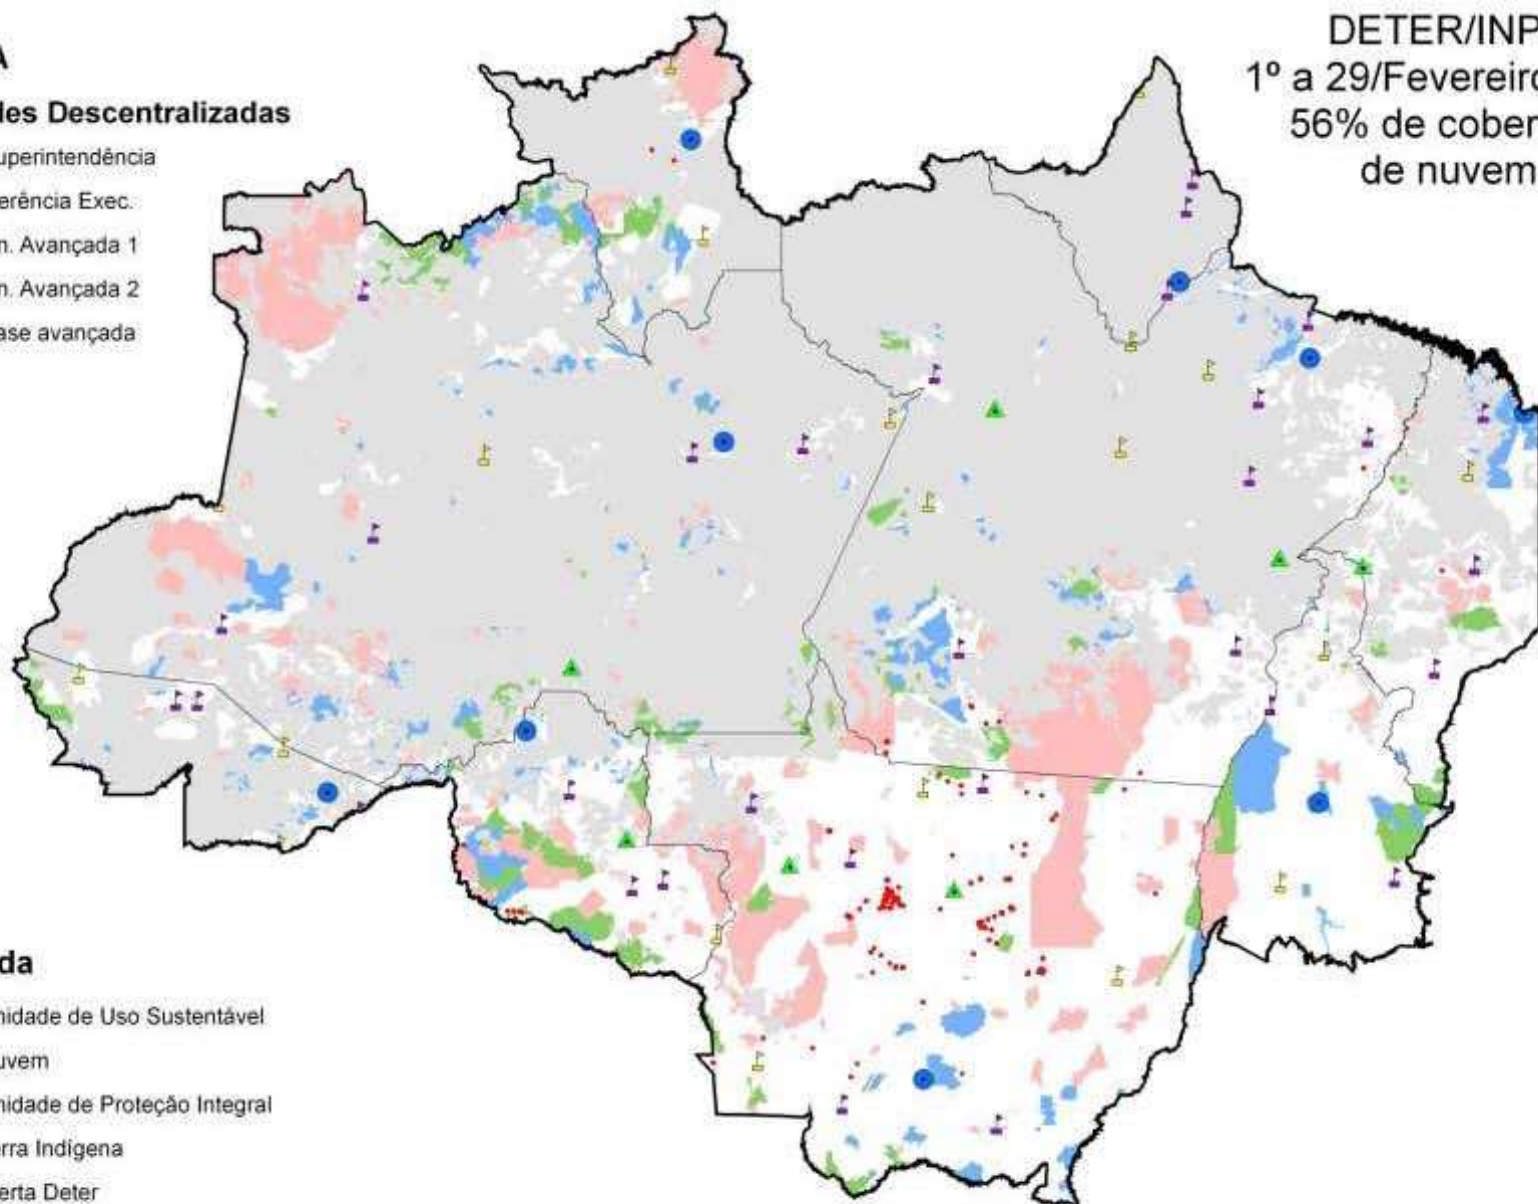 A
des Descentralizadas
uperintendência
erência Exec.
n. Avançada 1
n. Avançada 2
ase avançada
DETER/INP
1º a 29/Fevereiro
56% de cober
de nuvem
da
nidade de Uso Sustentável
uvem
nidade de Proteção Integral
erra Indígena
erta Deter